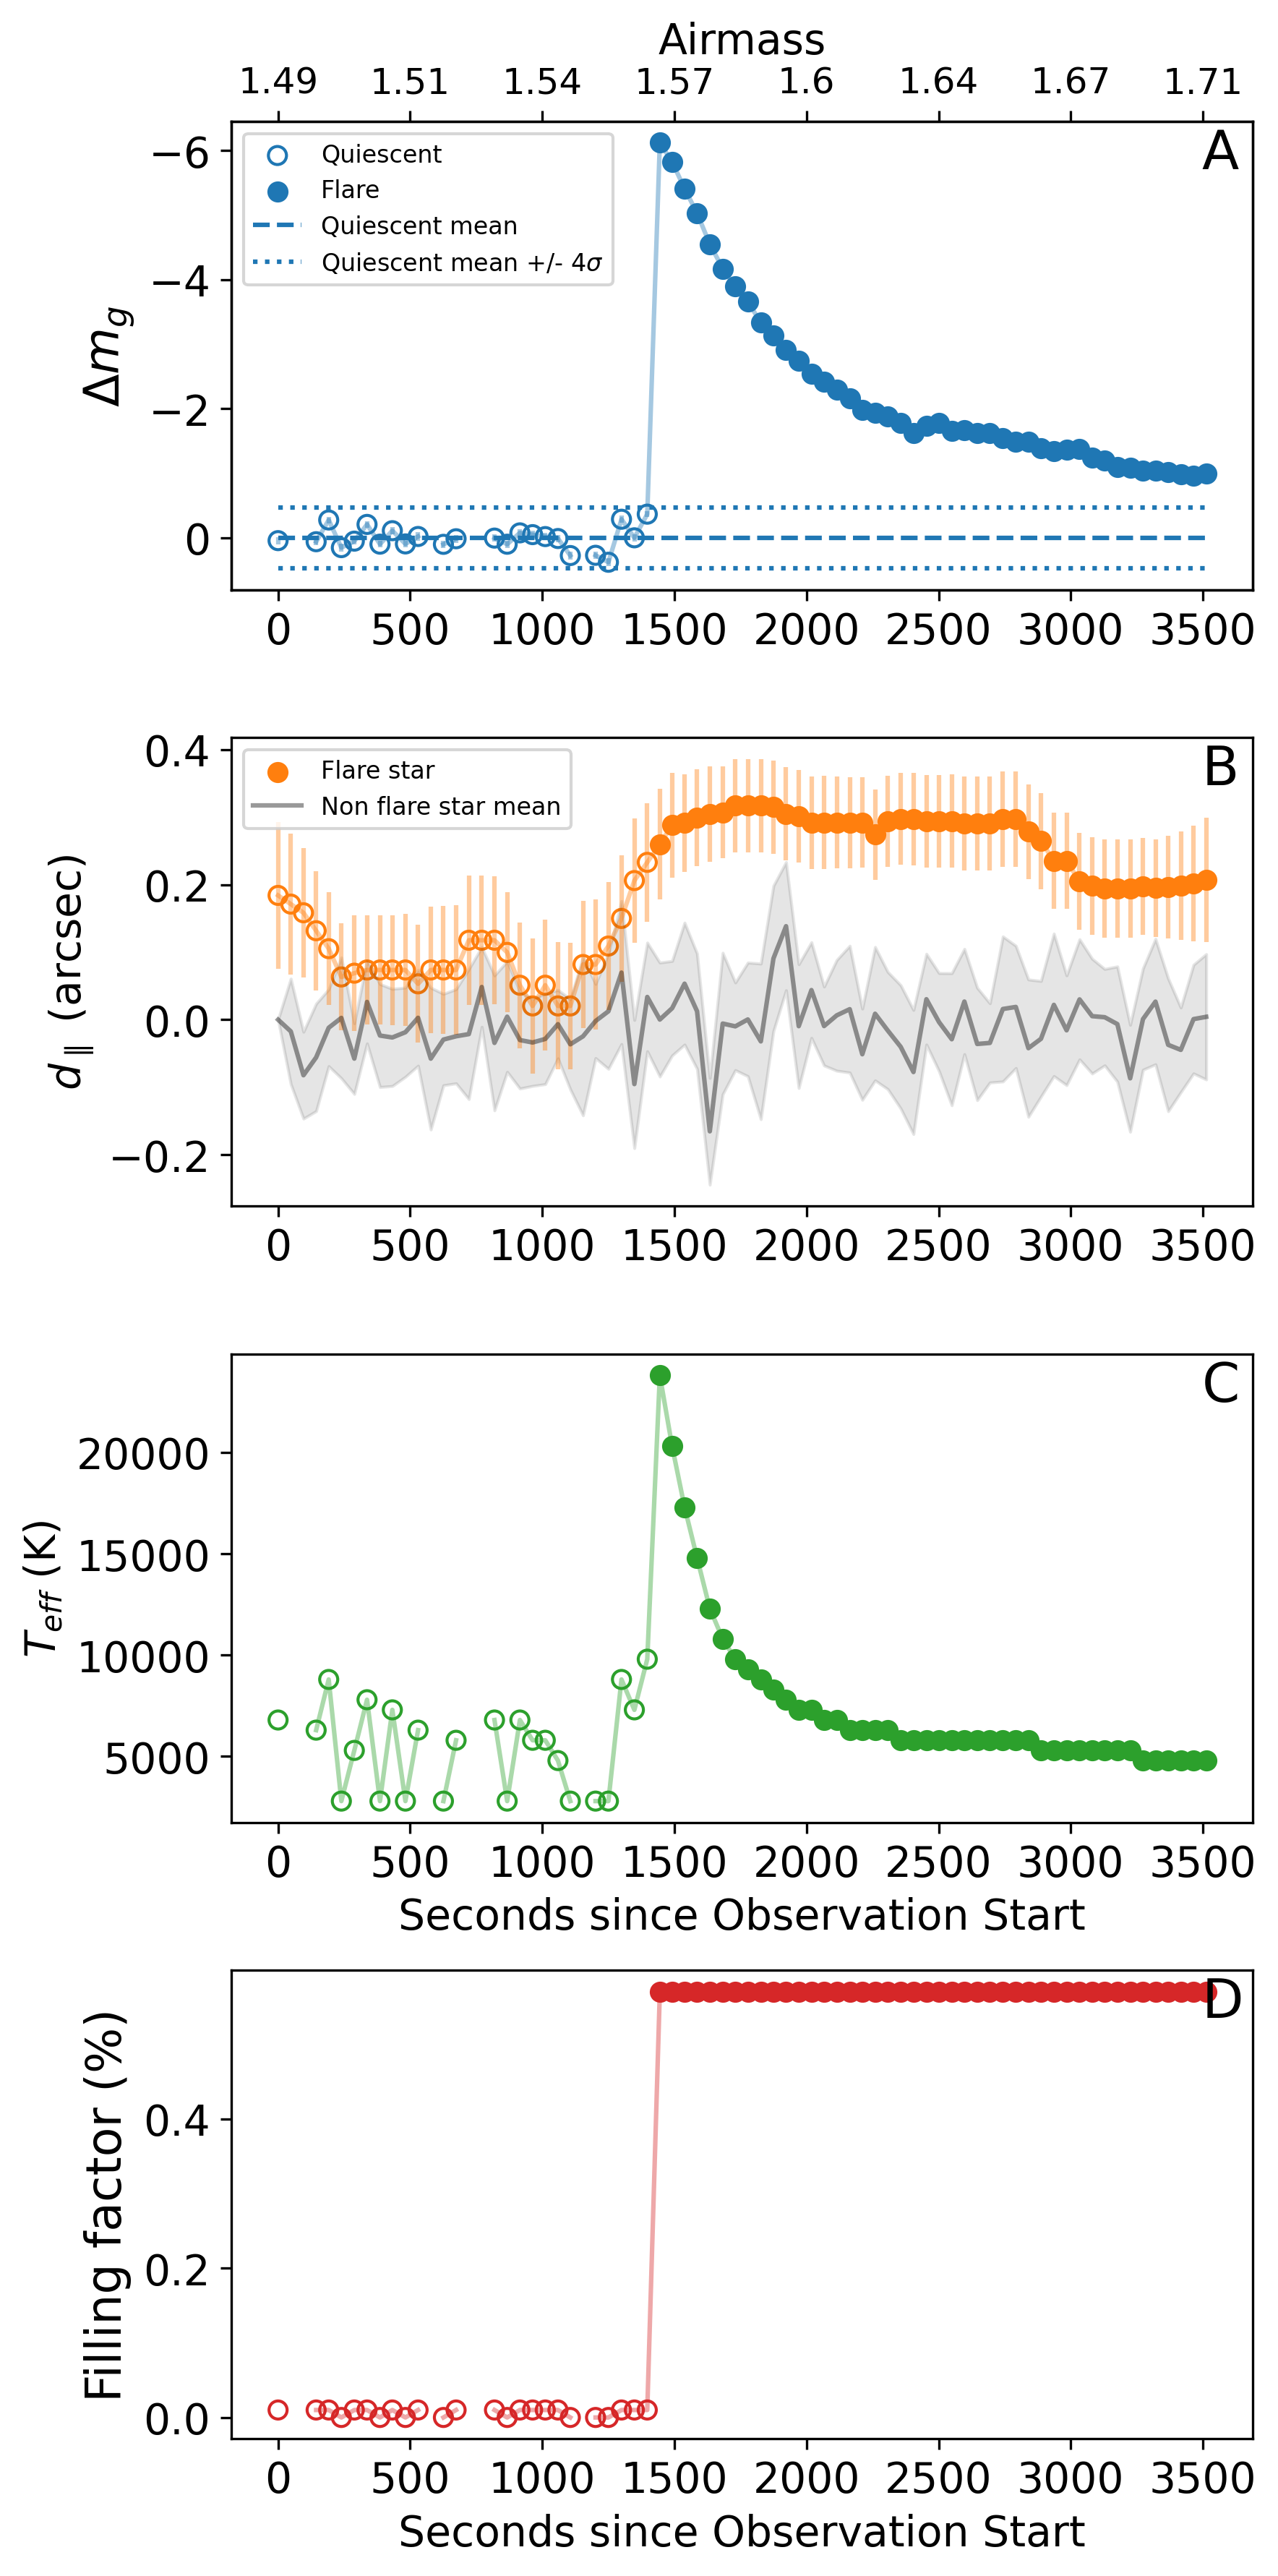 Airmass
1.49 1.51 1.54 1.57 1.6 1.64 1.67 1.71
A
Quiescent
Flare
Quiescent mean
Quiescent mean +/- 4σ
Δm_g
−6
−4
−2
0
0 500 1000 1500 2000 2500 3000 3500
B
Flare star
Non flare star mean
d_∥ (arcsec)
0.4
0.2
0.0
−0.2
0 500 1000 1500 2000 2500 3000 3500
C
T_eff (K)
20000
15000
10000
5000
0 500 1000 1500 2000 2500 3000 3500
Seconds since Observation Start
D
Filling factor (%)
0.4
0.2
0.0
0 500 1000 1500 2000 2500 3000 3500
Seconds since Observation Start